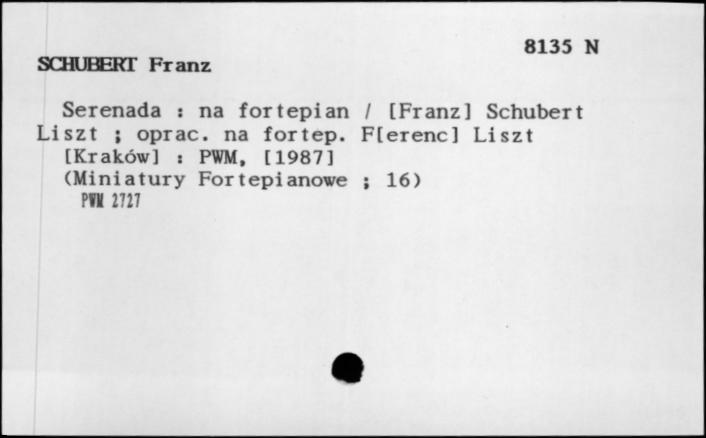 8135 N
SCHUBERT Franz
Serenada : na fortepian / [Franz] Schubert
Liszt ; oprac. na fortep. F[erenc] Liszt
[Kraków] : PWM, [1987]
(Miniatury Fortepianowe ; 16)
PWM 2727